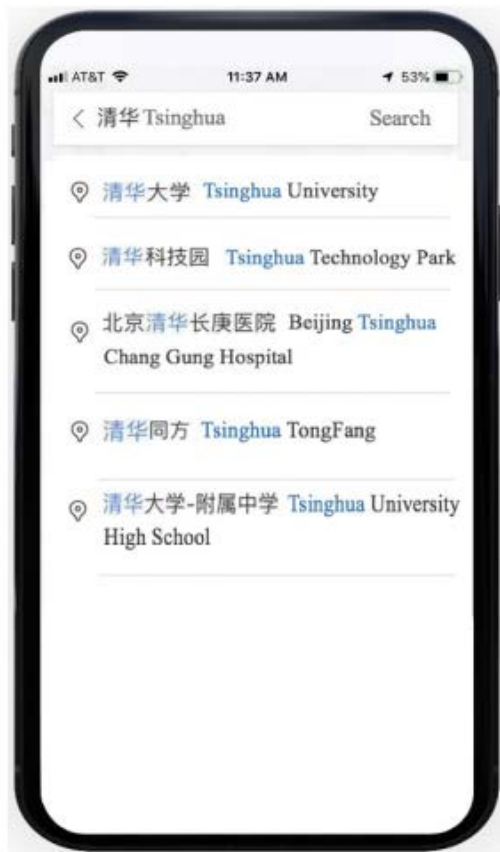 AT&T 11:37 AM 53%
清华 Tsinghua Search
清华大学 Tsinghua University
清华科技园 Tsinghua Technology Park
北京清华长庚医院 Beijing Tsinghua
Chang Gung Hospital
清华同方 Tsinghua TongFang
清华大学-附属中学 Tsinghua University
High School